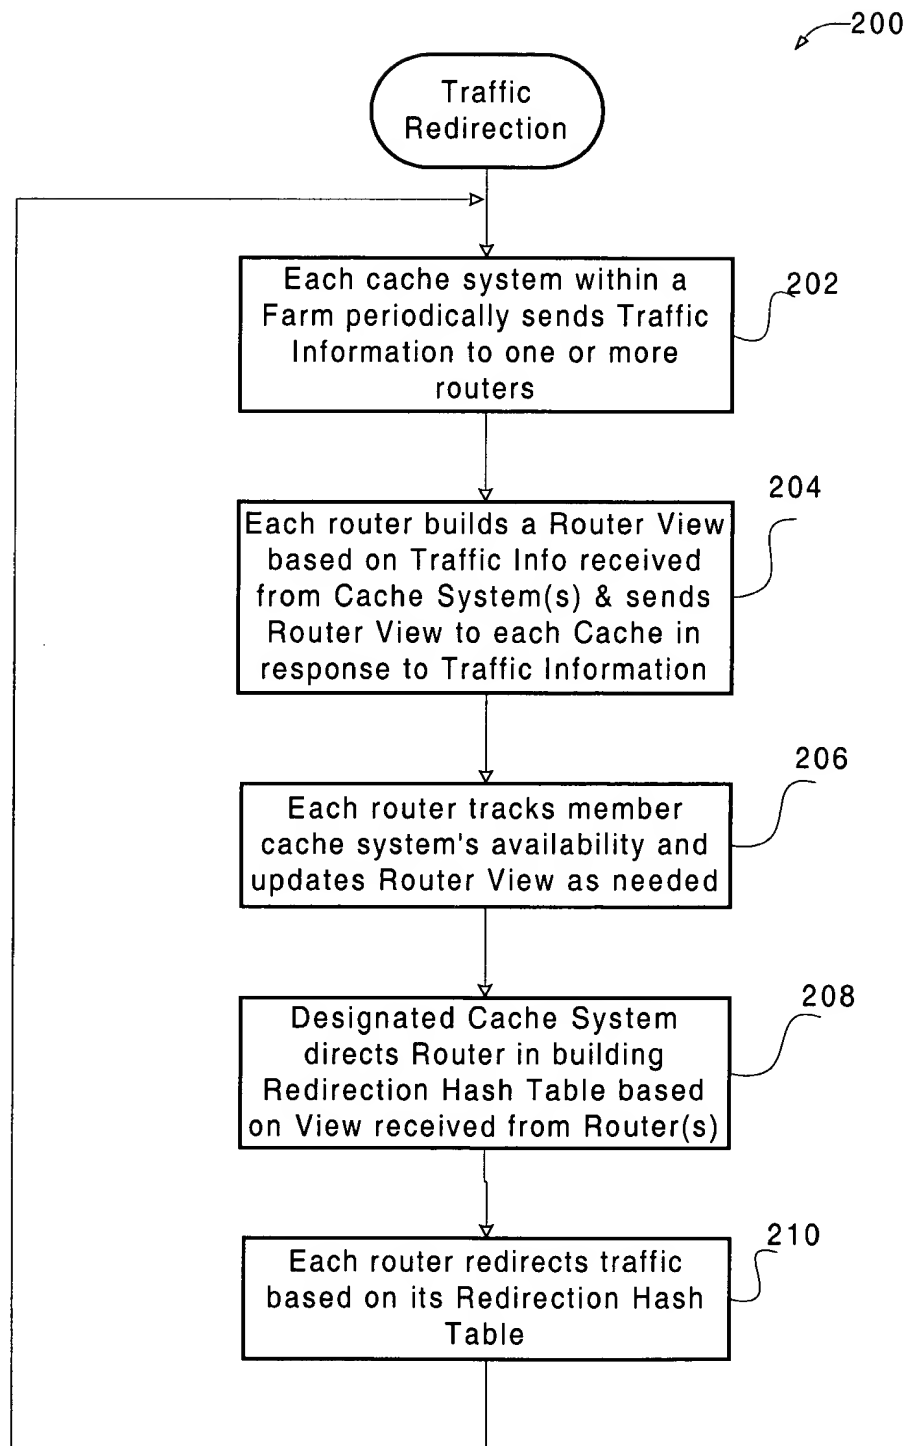 200
Traffic
Redirection
Each cache system within a
Farm periodically sends Traffic
Information to one or more
routers
202
Each router builds a Router View
based on Traffic Info received
from Cache System(s) & sends
Router View to each Cache in
response to Traffic Information
204
Each router tracks member
cache system's availability and
updates Router View as needed
206
Designated Cache System
directs Router in building
Redirection Hash Table based
on View received from Router(s)
208
Each router redirects traffic
based on its Redirection Hash
Table
210